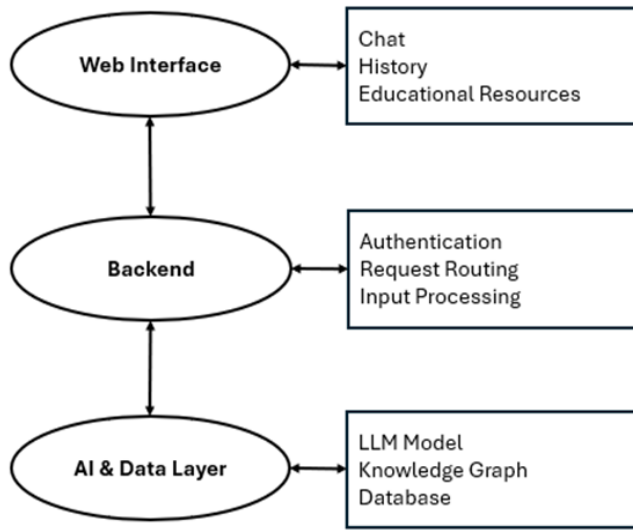 Web Interface
Chat
History
Educational Resources
Backend
Authentication
Request Routing
Input Processing
AI & Data Layer
LLM Model
Knowledge Graph
Database